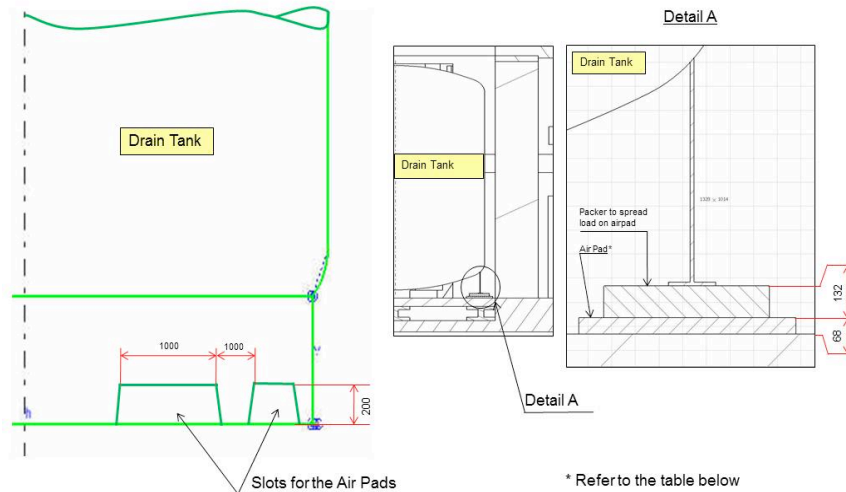 Detail A
Drain Tank
Drain Tank
Drain Tank
Packer to spread
load on airpad
Air Pad*
132
68
1000
1000
200
Detail A
Slots for the Air Pads
* Refer to the table below